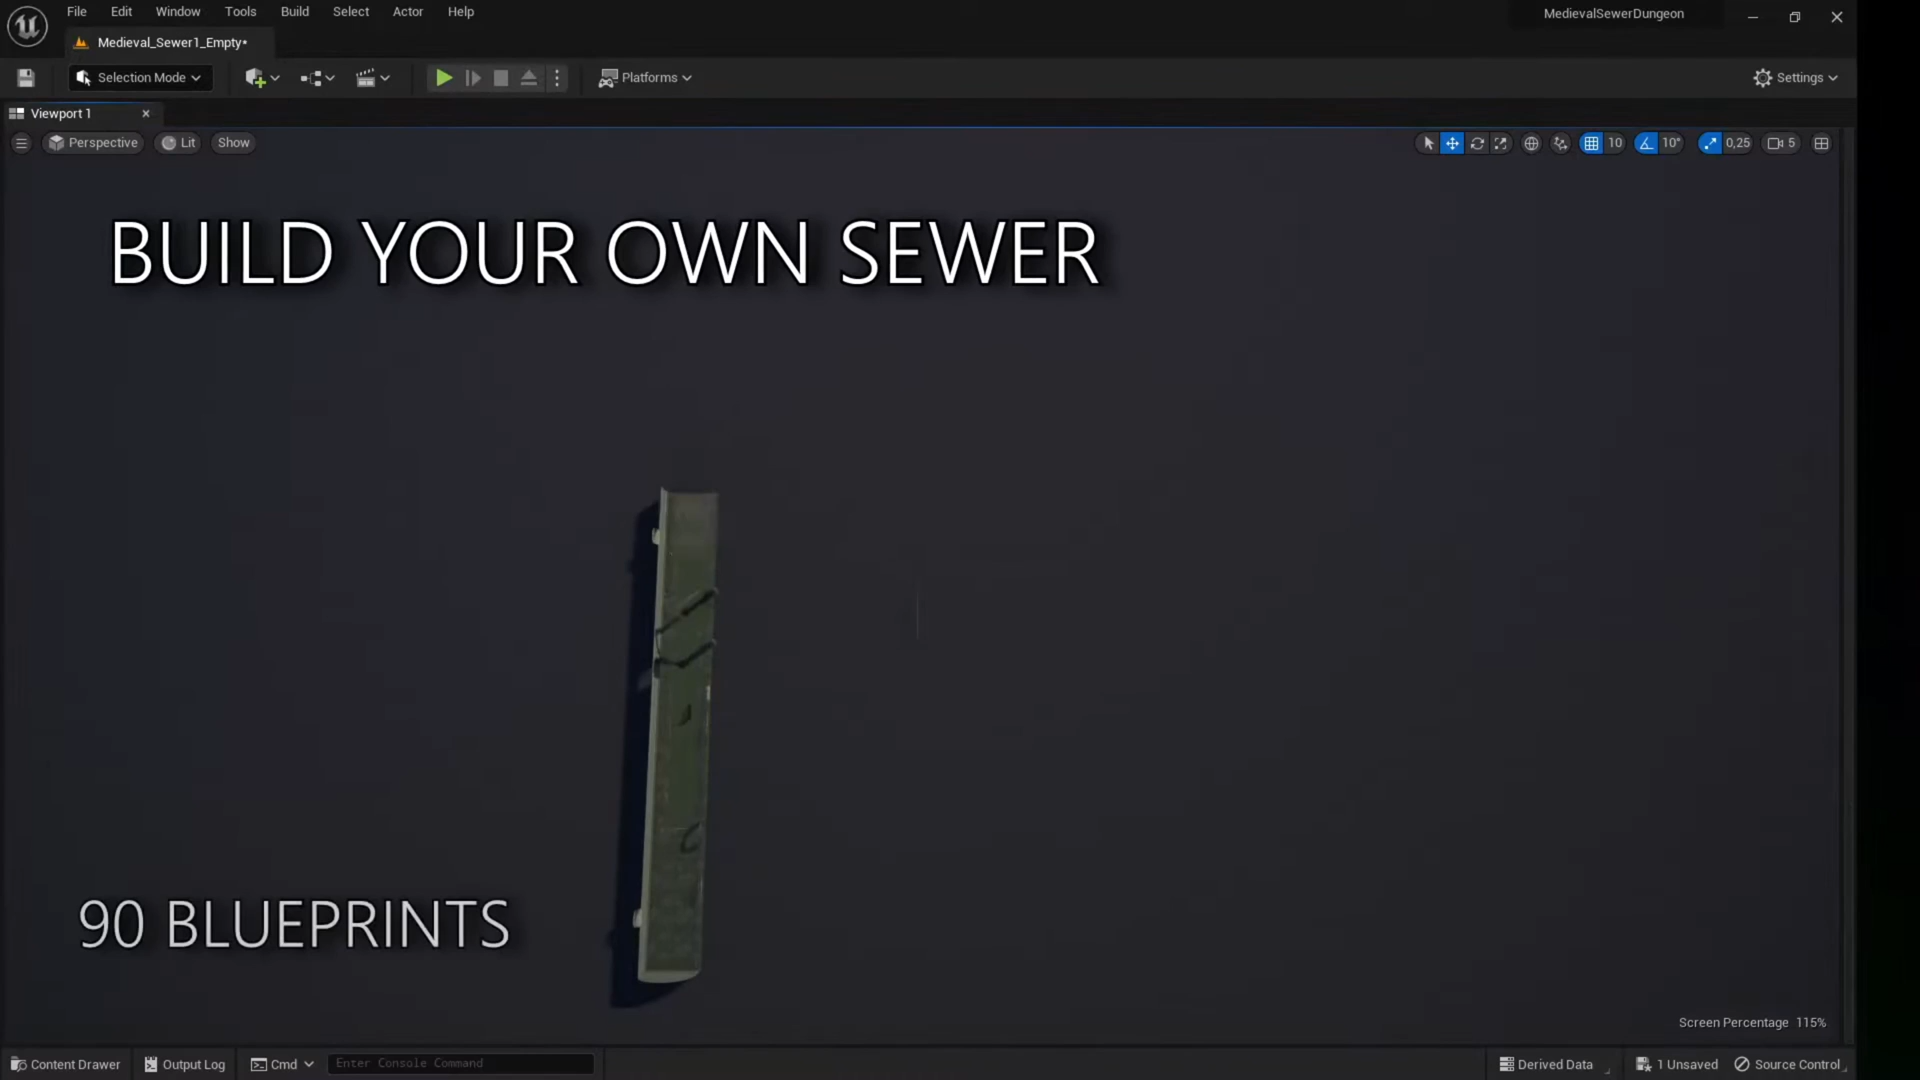 File Edit Window Tools Build Select Actor Help
MedievalSewerDungeon
Medieval_Sewer1_Empty*
Selection Mode
Platforms
Settings
Viewport 1
Perspective Lit Show
10 10° 0,25 5
BUILD YOUR OWN SEWER
90 BLUEPRINTS
Screen Percentage 115%
Content Drawer Output Log Cmd Enter Console Command Derived Data 1 Unsaved Source Control